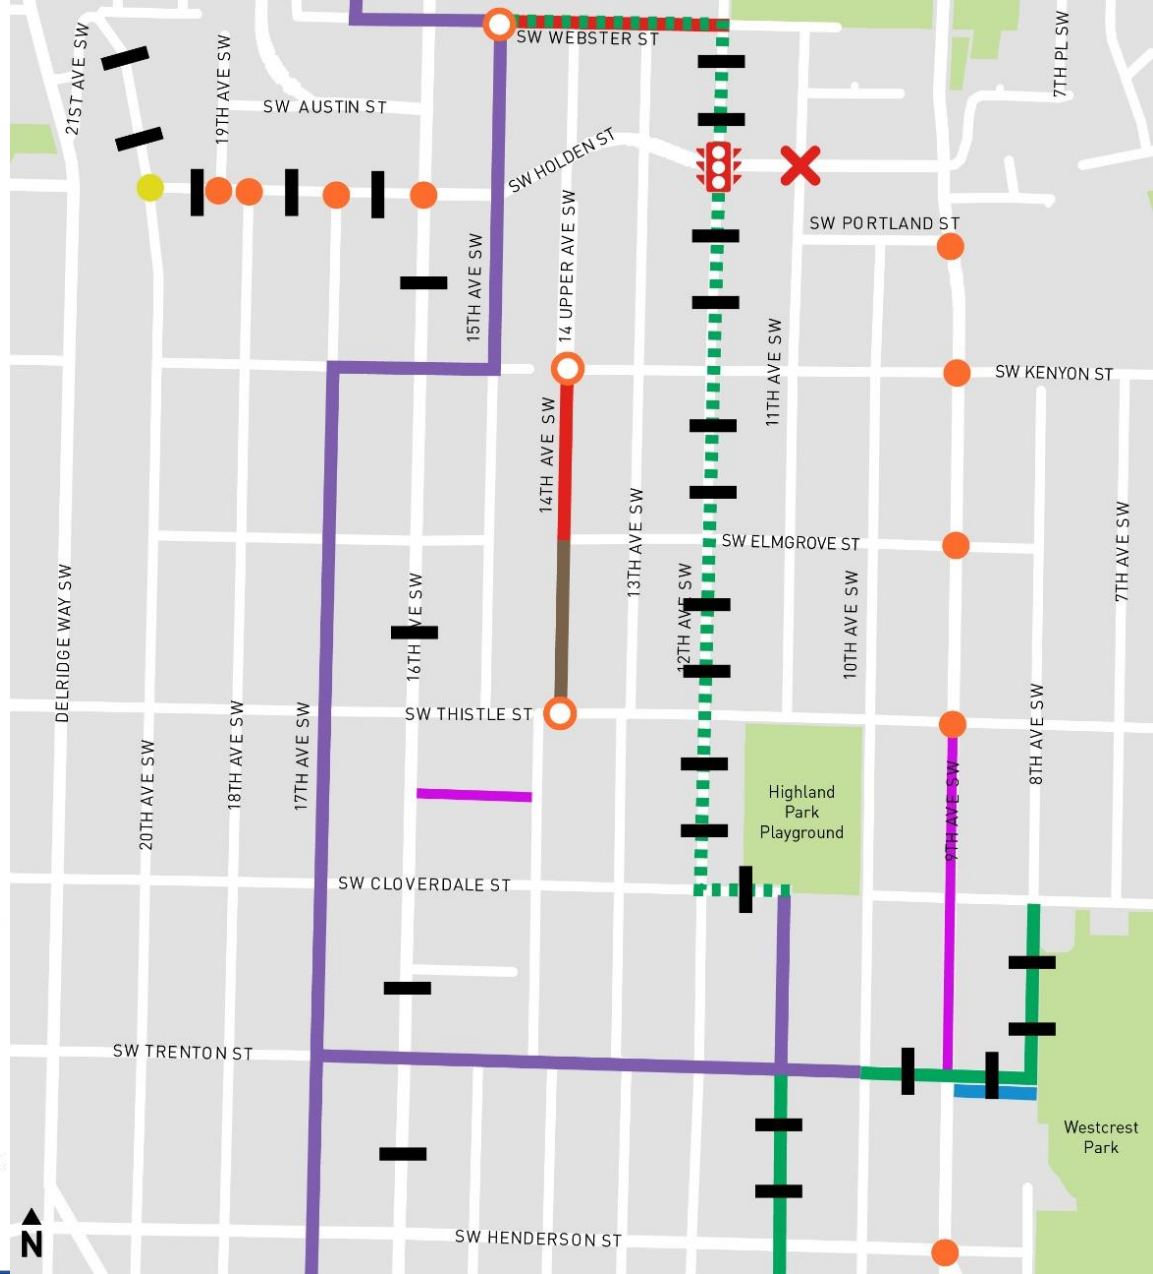 SW WEBSTER ST
21ST AVE SW
19TH AVE SW
7TH PL SW
SW AUSTIN ST
SW HOLDEN ST
SW PORTLAND ST
15TH AVE SW
14 UPPER AVE SW
11TH AVE SW
SW KENYON ST
14TH AVE SW
13TH AVE SW
SW ELMGROVE ST
7TH AVE SW
DELRIDGE WAY SW
16TH AVE SW
12TH AVE SW
10TH AVE SW
SW THISTLE ST
20TH AVE SW
18TH AVE SW
17TH AVE SW
8TH AVE SW
9TH AVE SW
Highland
Park
Playground
SW CLOVERDALE ST
SW TRENTON ST
Westcrest
Park
N
SW HENDERSON ST